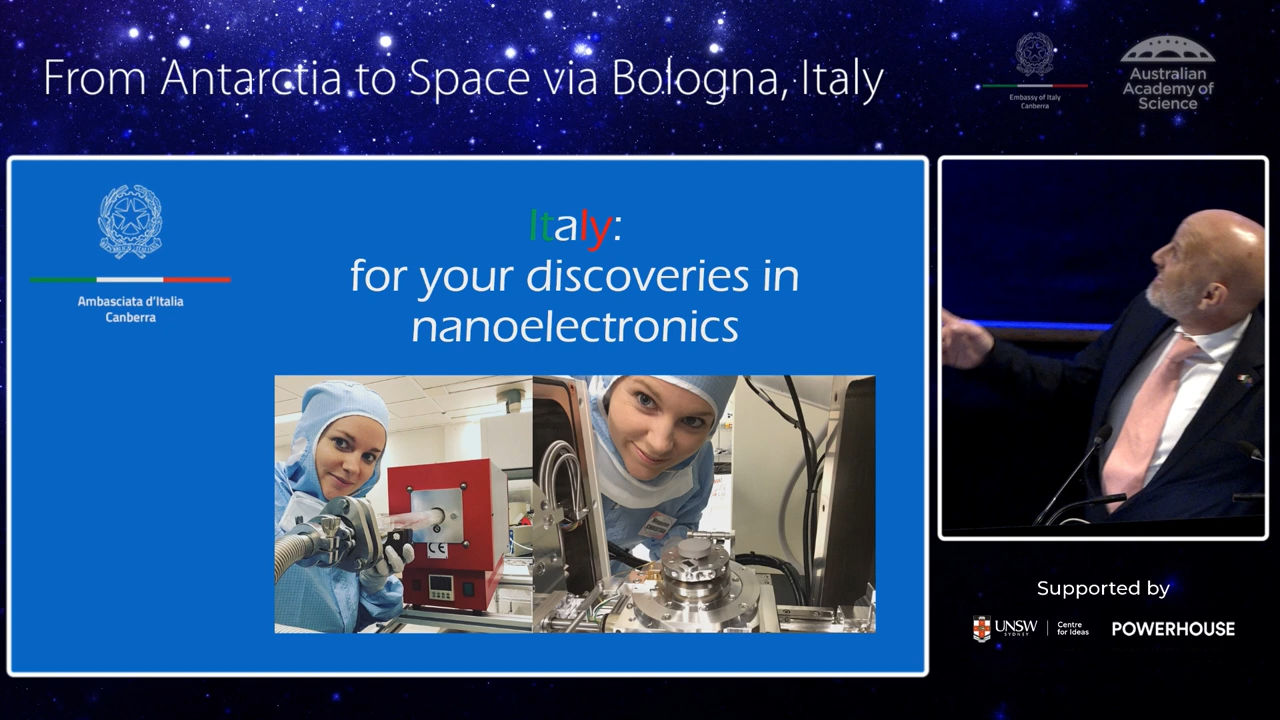 From Antarctia to Space via Bologna, Italy
Embassy of Italy
Canberra
Australian
Academy of
Science
Ambasciata d'Italia
Canberra
Italy:
for your discoveries in
nanoelectronics
CE
Supported by
UNSW
SYDNEY
Centre
for Ideas
POWERHOUSE